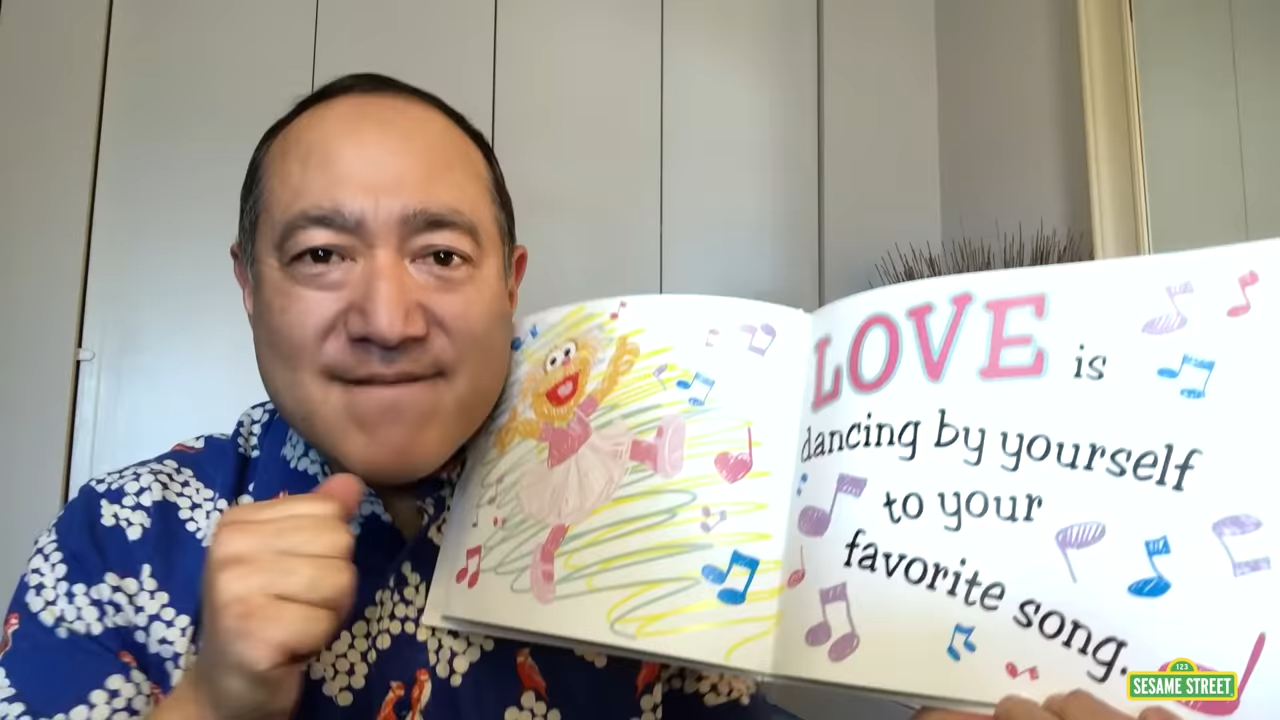 LOVE is
dancing by yourself
to your
favorite song.
123
SESAME STREET